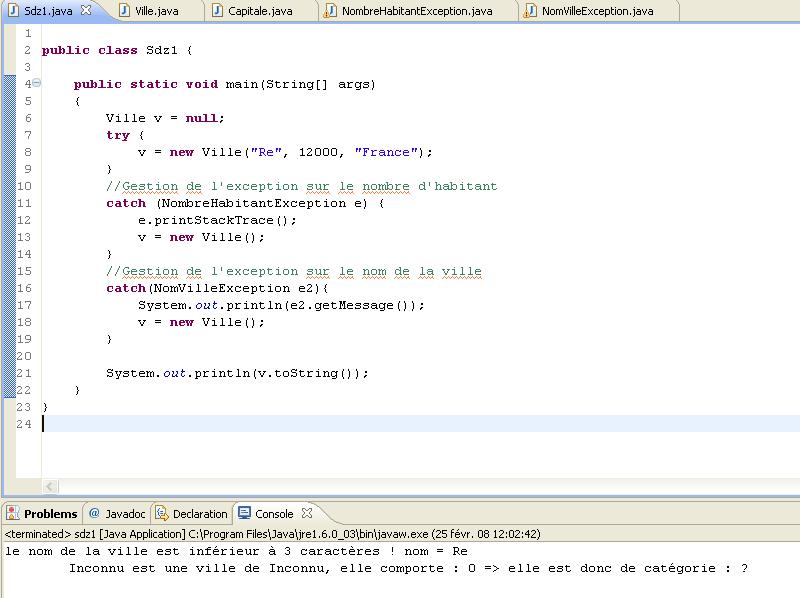 Sdz1.java Ville.java Capitale.java NombreHabitantException.java NomVilleException.java
1
2 public class Sdz1 {
3
4 public static void main(String[] args)
5 {
6 Ville v = null;
7 try {
8 v = new Ville("Re", 12000, "France");
9 }
10 //Gestion de l'exception sur le nombre d'habitant
11 catch (NombreHabitantException e) {
12 e.printStackTrace();
13 v = new Ville();
14 }
15 //Gestion de l'exception sur le nom de la ville
16 catch(NomVilleException e2){
17 System.out.println(e2.getMessage());
18 v = new Ville();
19 }
20
21 System.out.println(v.toString());
22 }
23 }
24
Problems @ Javadoc Declaration Console
<terminated> sdz1 [Java Application] C:\Program Files\Java\jre1.6.0_03\bin\javaw.exe (25 févr. 08 12:02:42)
le nom de la ville est inférieur à 3 caractères ! nom = Re
Inconnu est une ville de Inconnu, elle comporte : 0 => elle est donc de catégorie : ?